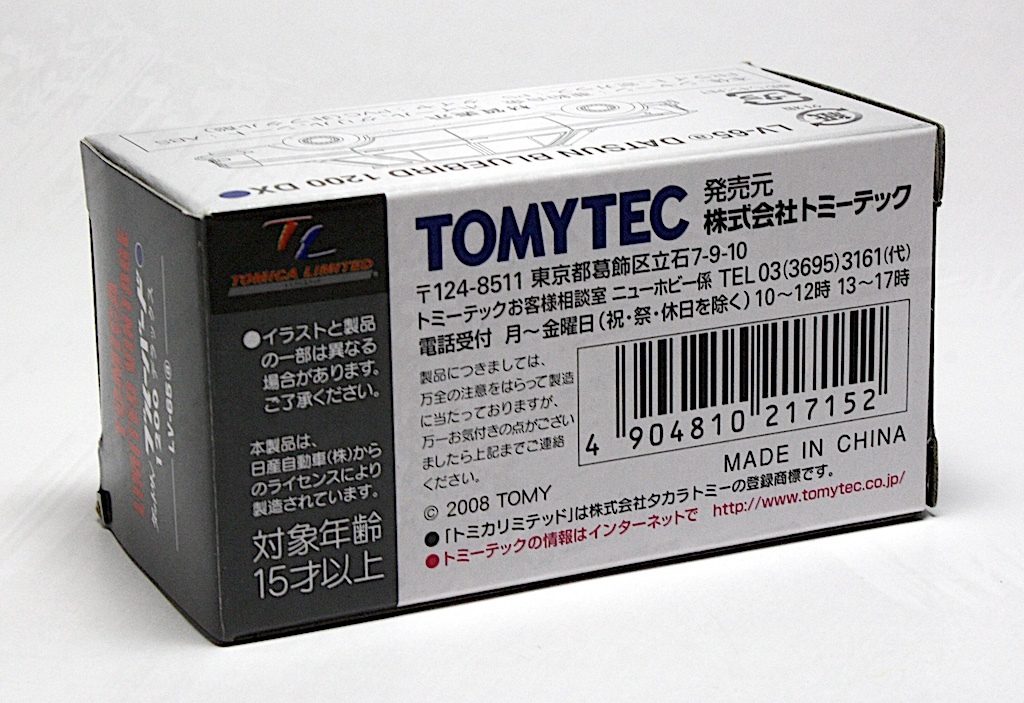 LV-65ⓐ DATSUN BLUEBIRD 1200 DX
TOMICA LIMITED
●イラストと製品
の一部は異なる
場合があります。
ご了承ください。
本製品は、
日産自動車(株)から
のライセンスにより
製造されています。
対象年齢
15才以上
TOMYTEC 発売元
株式会社トミーテック
〒124-8511 東京都葛飾区立石7-9-10
トミーテックお客様相談室 ニューホビー係 TEL 03(3695)3161(代)
電話受付 月〜金曜日(祝・祭・休日を除く) 10〜12時 13〜17時
製品につきましては、
万全の注意をはらって製造
に当たっておりますが、
万一お気付きの点がござい
ましたら上記までご連絡
ください。
4 904810 217152
MADE IN CHINA
© 2008 TOMY
●「トミカリミテッド」は株式会社タカラトミーの登録商標です。
●トミーテックの情報はインターネットで http://www.tomytec.co.jp/